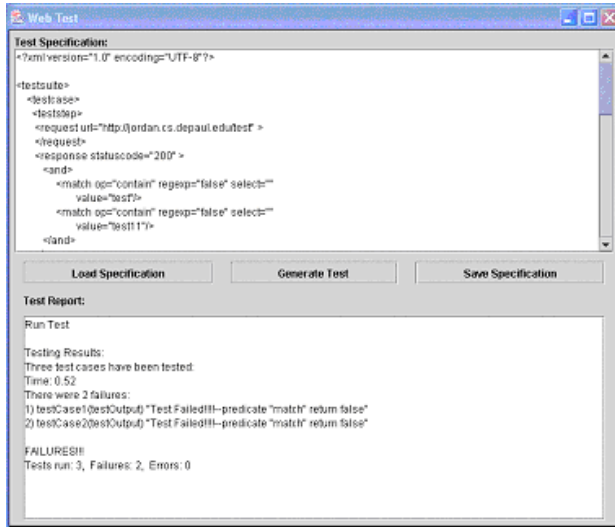 Web Test
Test Specification:
<?xml version="1.0" encoding="UTF-8"?>
<testsuite>
<testcase>
<teststep>
<request url="http://jordan.cs.depaul.edu/test" >
</request>
<response statuscode="200" >
<and>
<match op="contain" regexp="false" select=""
value="test"/>
<match op="contain" regexp="false" select=""
value="test11"/>
</and>
Load Specification
Generate Test
Save Specification
Test Report:
Run Test
Testing Results:
Three test cases have been tested:
Time: 0.52
There were 2 failures:
1) testCase1(testOutput) "Test Failed!!!!--predicate "match" return false"
2) testCase2(testOutput) "Test Failed!!!!--predicate "match" return false"
FAILURES!!!
Tests run: 3, Failures: 2, Errors: 0